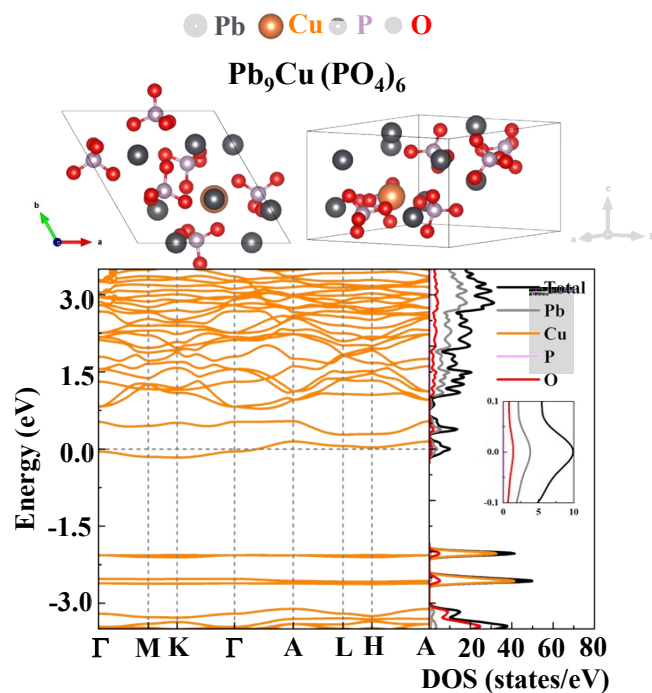 Pb Cu P O
Pb₉Cu (PO₄)₆
b
a
c
a
Total
Pb
Cu
P
O
Energy (eV)
3.0
1.5
0.0
-1.5
-3.0
0.1
0.0
-0.1
0 5 10
Γ M K Γ A L H A
20 40 60 80
DOS (states/eV)